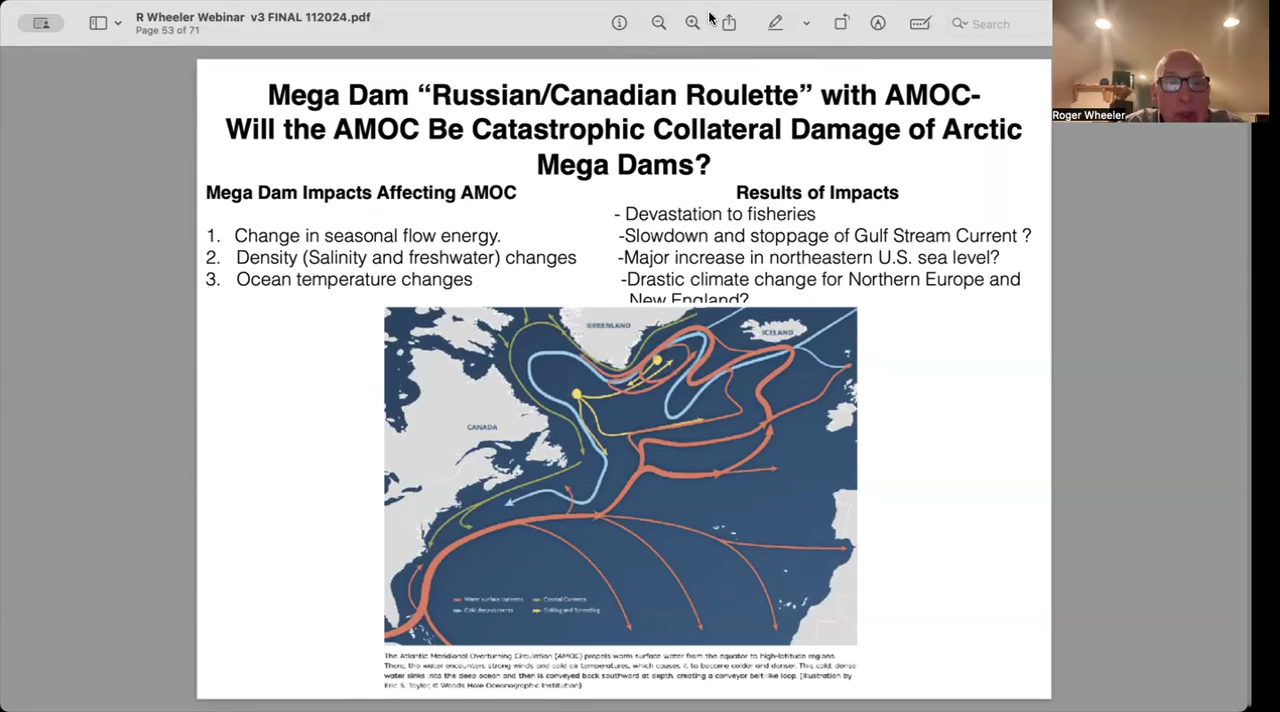 R Wheeler Webinar v3 FINAL 112024.pdf
Page 53 of 71
Search
Roger Wheeler
Mega Dam “Russian/Canadian Roulette” with AMOC-
Will the AMOC Be Catastrophic Collateral Damage of Arctic
Mega Dams?
Mega Dam Impacts Affecting AMOC
1. Change in seasonal flow energy.
2. Density (Salinity and freshwater) changes
3. Ocean temperature changes
Results of Impacts
- Devastation to fisheries
-Slowdown and stoppage of Gulf Stream Current ?
-Major increase in northeastern U.S. sea level?
-Drastic climate change for Northern Europe and
New England?
GREENLAND
ICELAND
CANADA
Warm surface currents
Coastal Currents
Cold deep currents
Sinking and Spreading
The Atlantic Meridional Overturning Circulation (AMOC) propels warm surface water from the equator to high-latitude regions.
There, the water encounters strong winds and cold air temperatures, which causes it to become colder and denser. This cold, dense
water sinks into the deep ocean and then is conveyed back southward at depth, creating a conveyor belt-like loop. (Illustration by
Eric S. Taylor, © Woods Hole Oceanographic Institution)